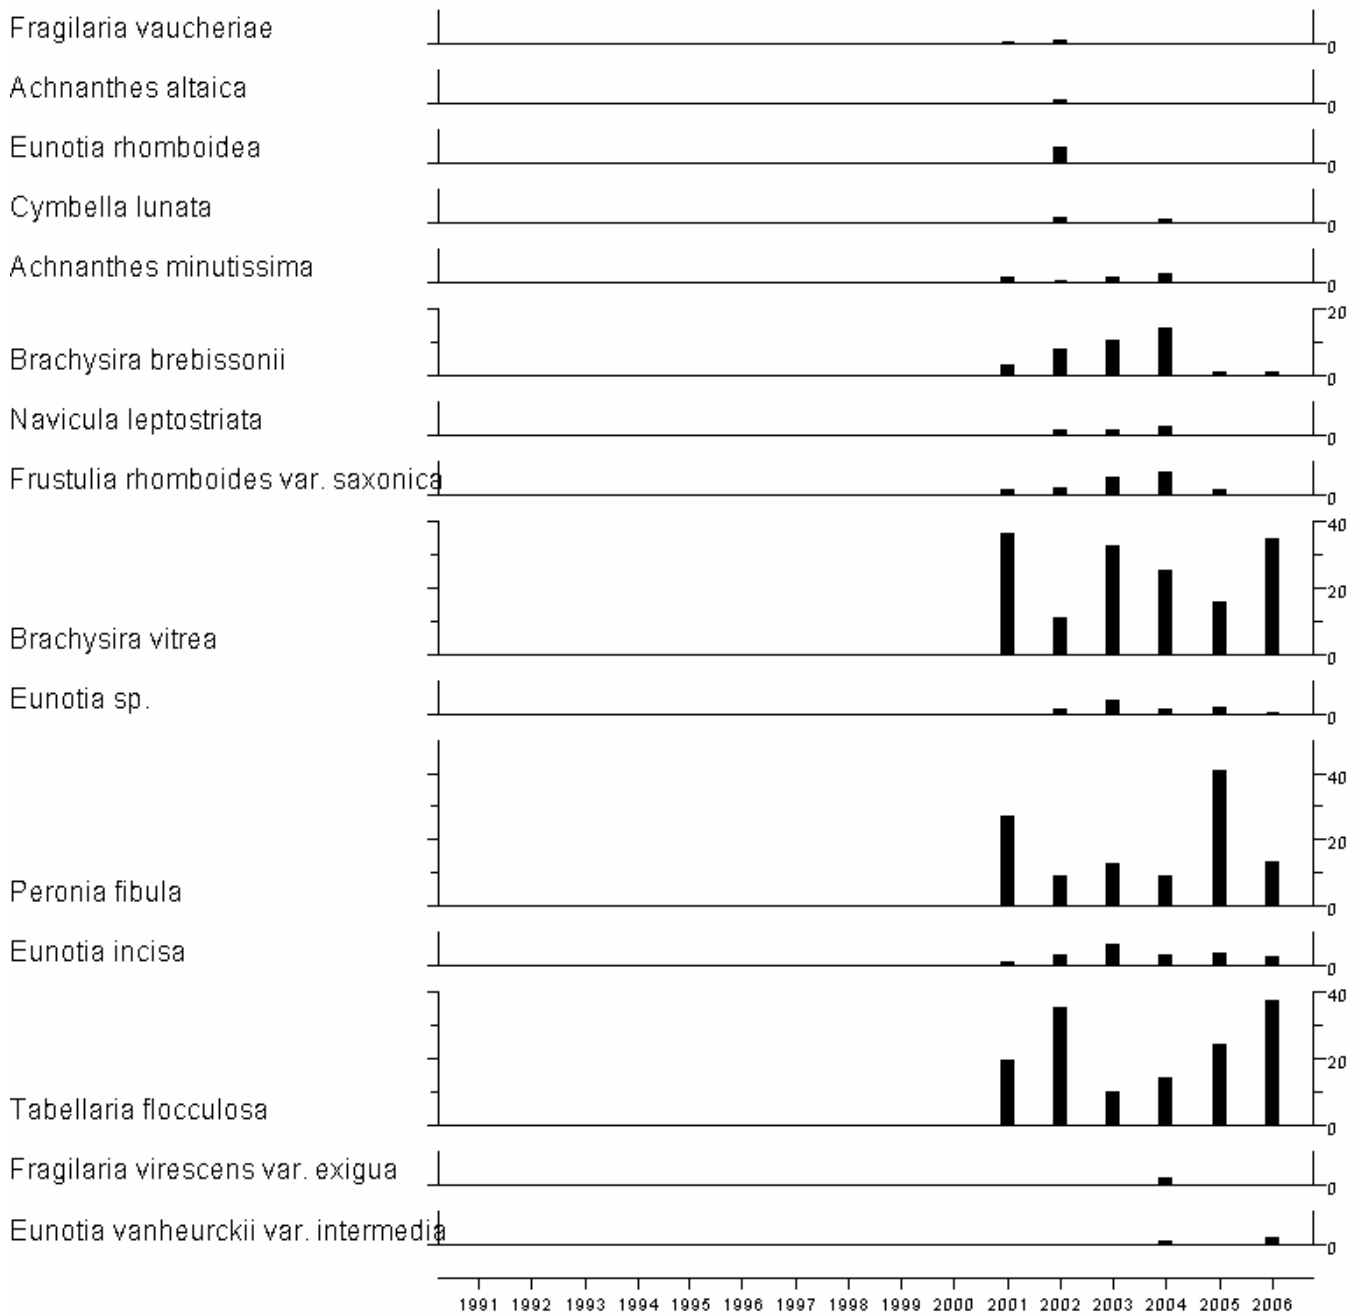 Fragilaria vaucheriae
0
Achnanthes altaica
0
Eunotia rhomboidea
0
Cymbella lunata
0
Achnanthes minutissima
0
20
Brachysira brebissonii
0
Navicula leptostriata
0
Frustulia rhomboides var. saxonica
0
40
20
Brachysira vitrea
0
Eunotia sp.
0
40
20
Peronia fibula
0
Eunotia incisa
0
40
20
Tabellaria flocculosa
0
Fragilaria virescens var. exigua
0
Eunotia vanheurckii var. intermedia
0
1991 1992 1993 1994 1995 1996 1997 1998 1999 2000 2001 2002 2003 2004 2005 2006